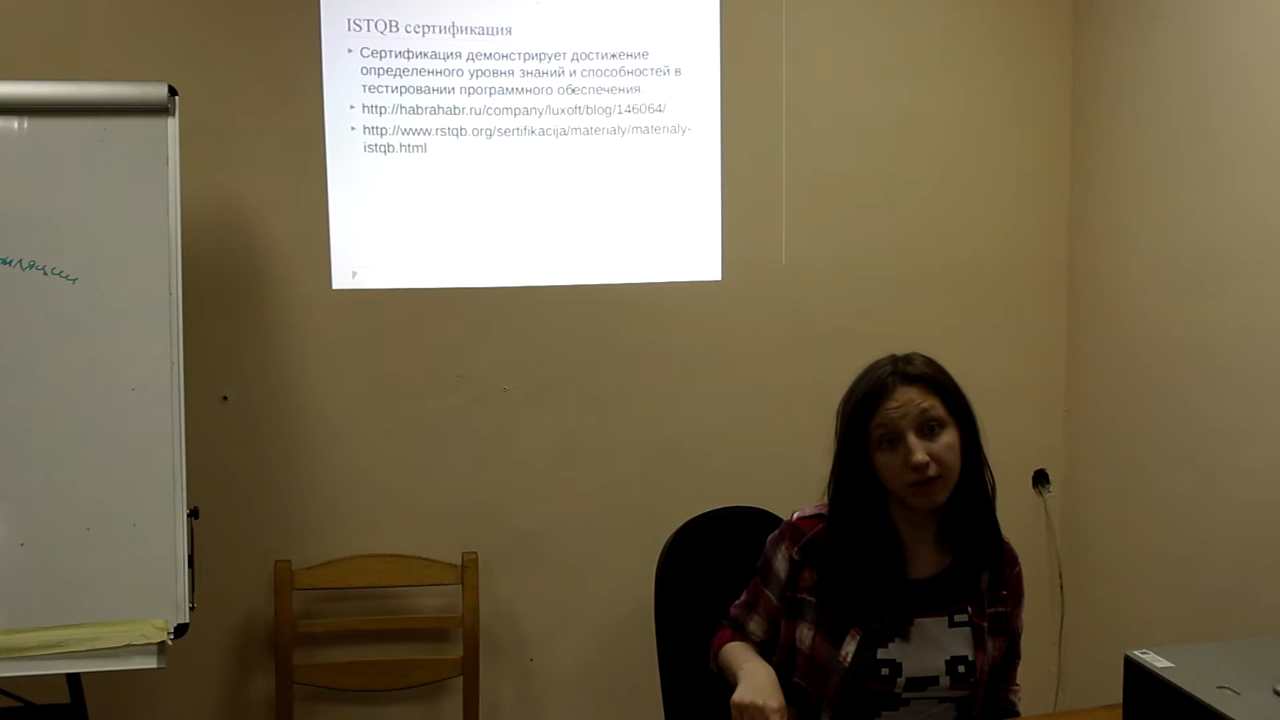 ISTQB сертификация
Сертификация демонстрирует достижение
определенного уровня знаний и способностей в
тестировании программного обеспечения.
http://habrahabr.ru/company/luxoft/blog/146064/
http://www.rstqb.org/sertifikacija/materialy/materialy-
istqb.html